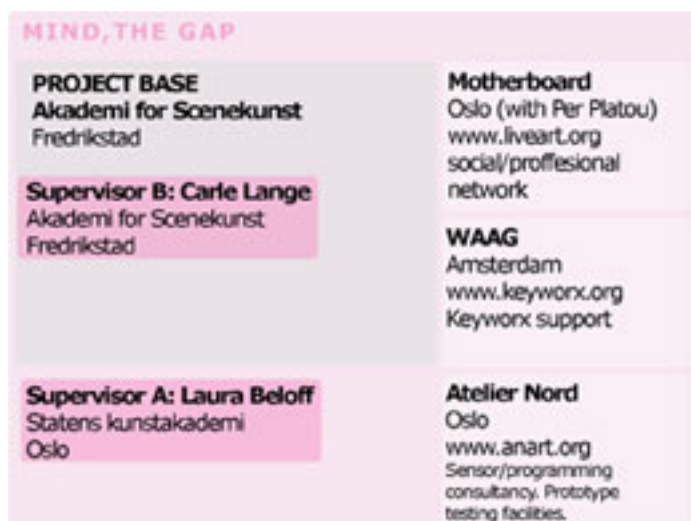 MIND,THE GAP
PROJECT BASE
Akademi for Scenekunst
Fredrikstad
Supervisor B: Carle Lange
Akademi for Scenekunst
Fredrikstad
Supervisor A: Laura Beloff
Statens kunstakademi
Oslo
Motherboard
Oslo (with Per Platou)
www.liveart.org
social/proffesional
network
WAAG
Amsterdam
www.keyworx.org
Keyworx support
Atelier Nord
Oslo
www.anart.org
Sensor/programming
consultancy. Prototype
testing facilities.